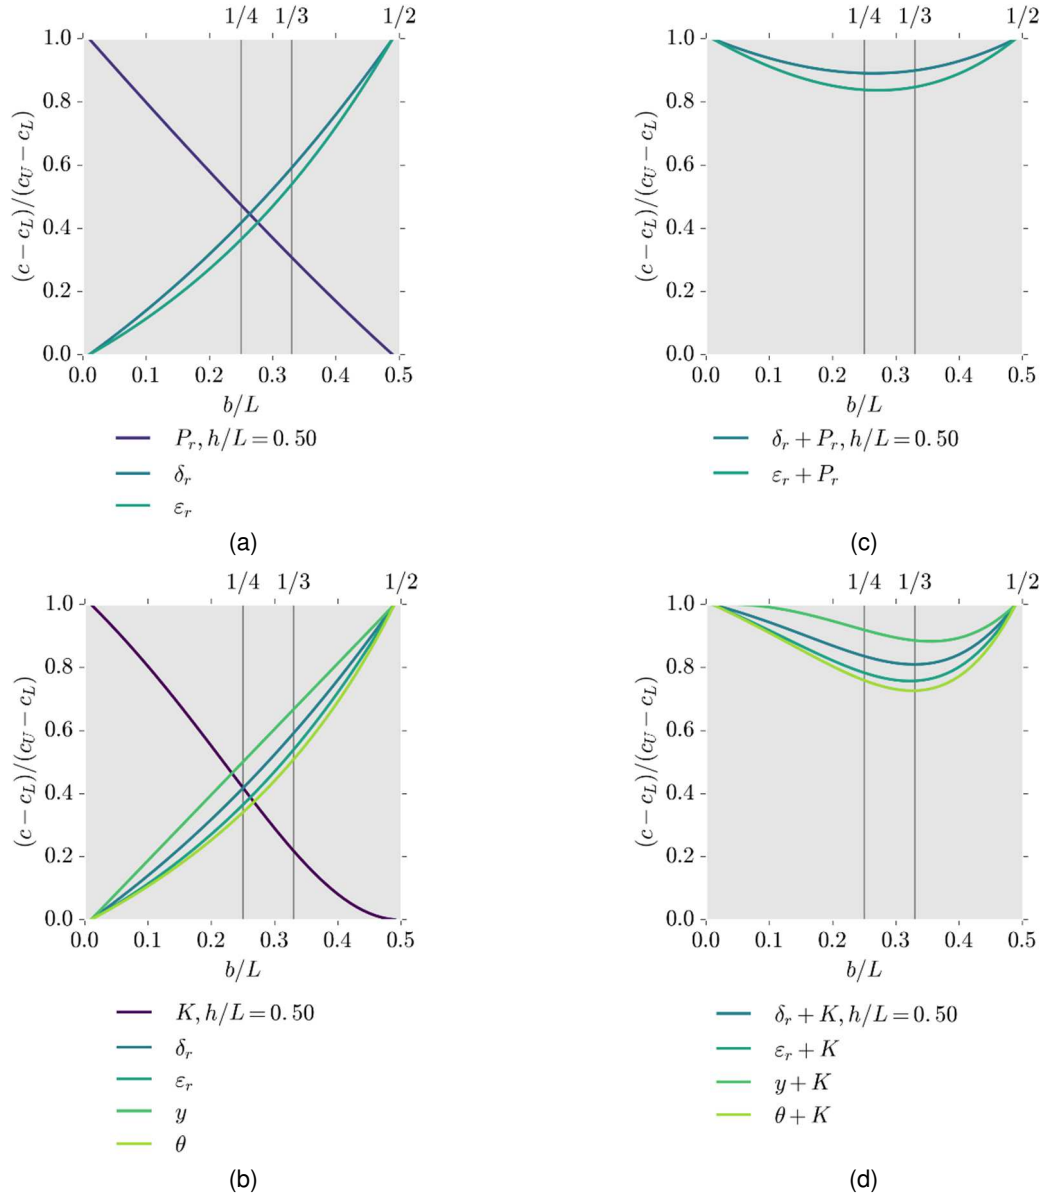 1/4 1/3 1/2
1.0
0.8
0.6
0.4
0.2
0.0
(c − c_L)/(c_U − c_L)
0.0 0.1 0.2 0.3 0.4 0.5
b/L
P_r, h/L = 0.50
δ_r
ε_r
(a)
1/4 1/3 1/2
1.0
0.8
0.6
0.4
0.2
0.0
(c − c_L)/(c_U − c_L)
0.0 0.1 0.2 0.3 0.4 0.5
b/L
δ_r + P_r, h/L = 0.50
ε_r + P_r
(c)
1/4 1/3 1/2
1.0
0.8
0.6
0.4
0.2
0.0
(c − c_L)/(c_U − c_L)
0.0 0.1 0.2 0.3 0.4 0.5
b/L
K, h/L = 0.50
δ_r
ε_r
y
θ
(b)
1/4 1/3 1/2
1.0
0.8
0.6
0.4
0.2
0.0
(c − c_L)/(c_U − c_L)
0.0 0.1 0.2 0.3 0.4 0.5
b/L
δ_r + K, h/L = 0.50
ε_r + K
y + K
θ + K
(d)